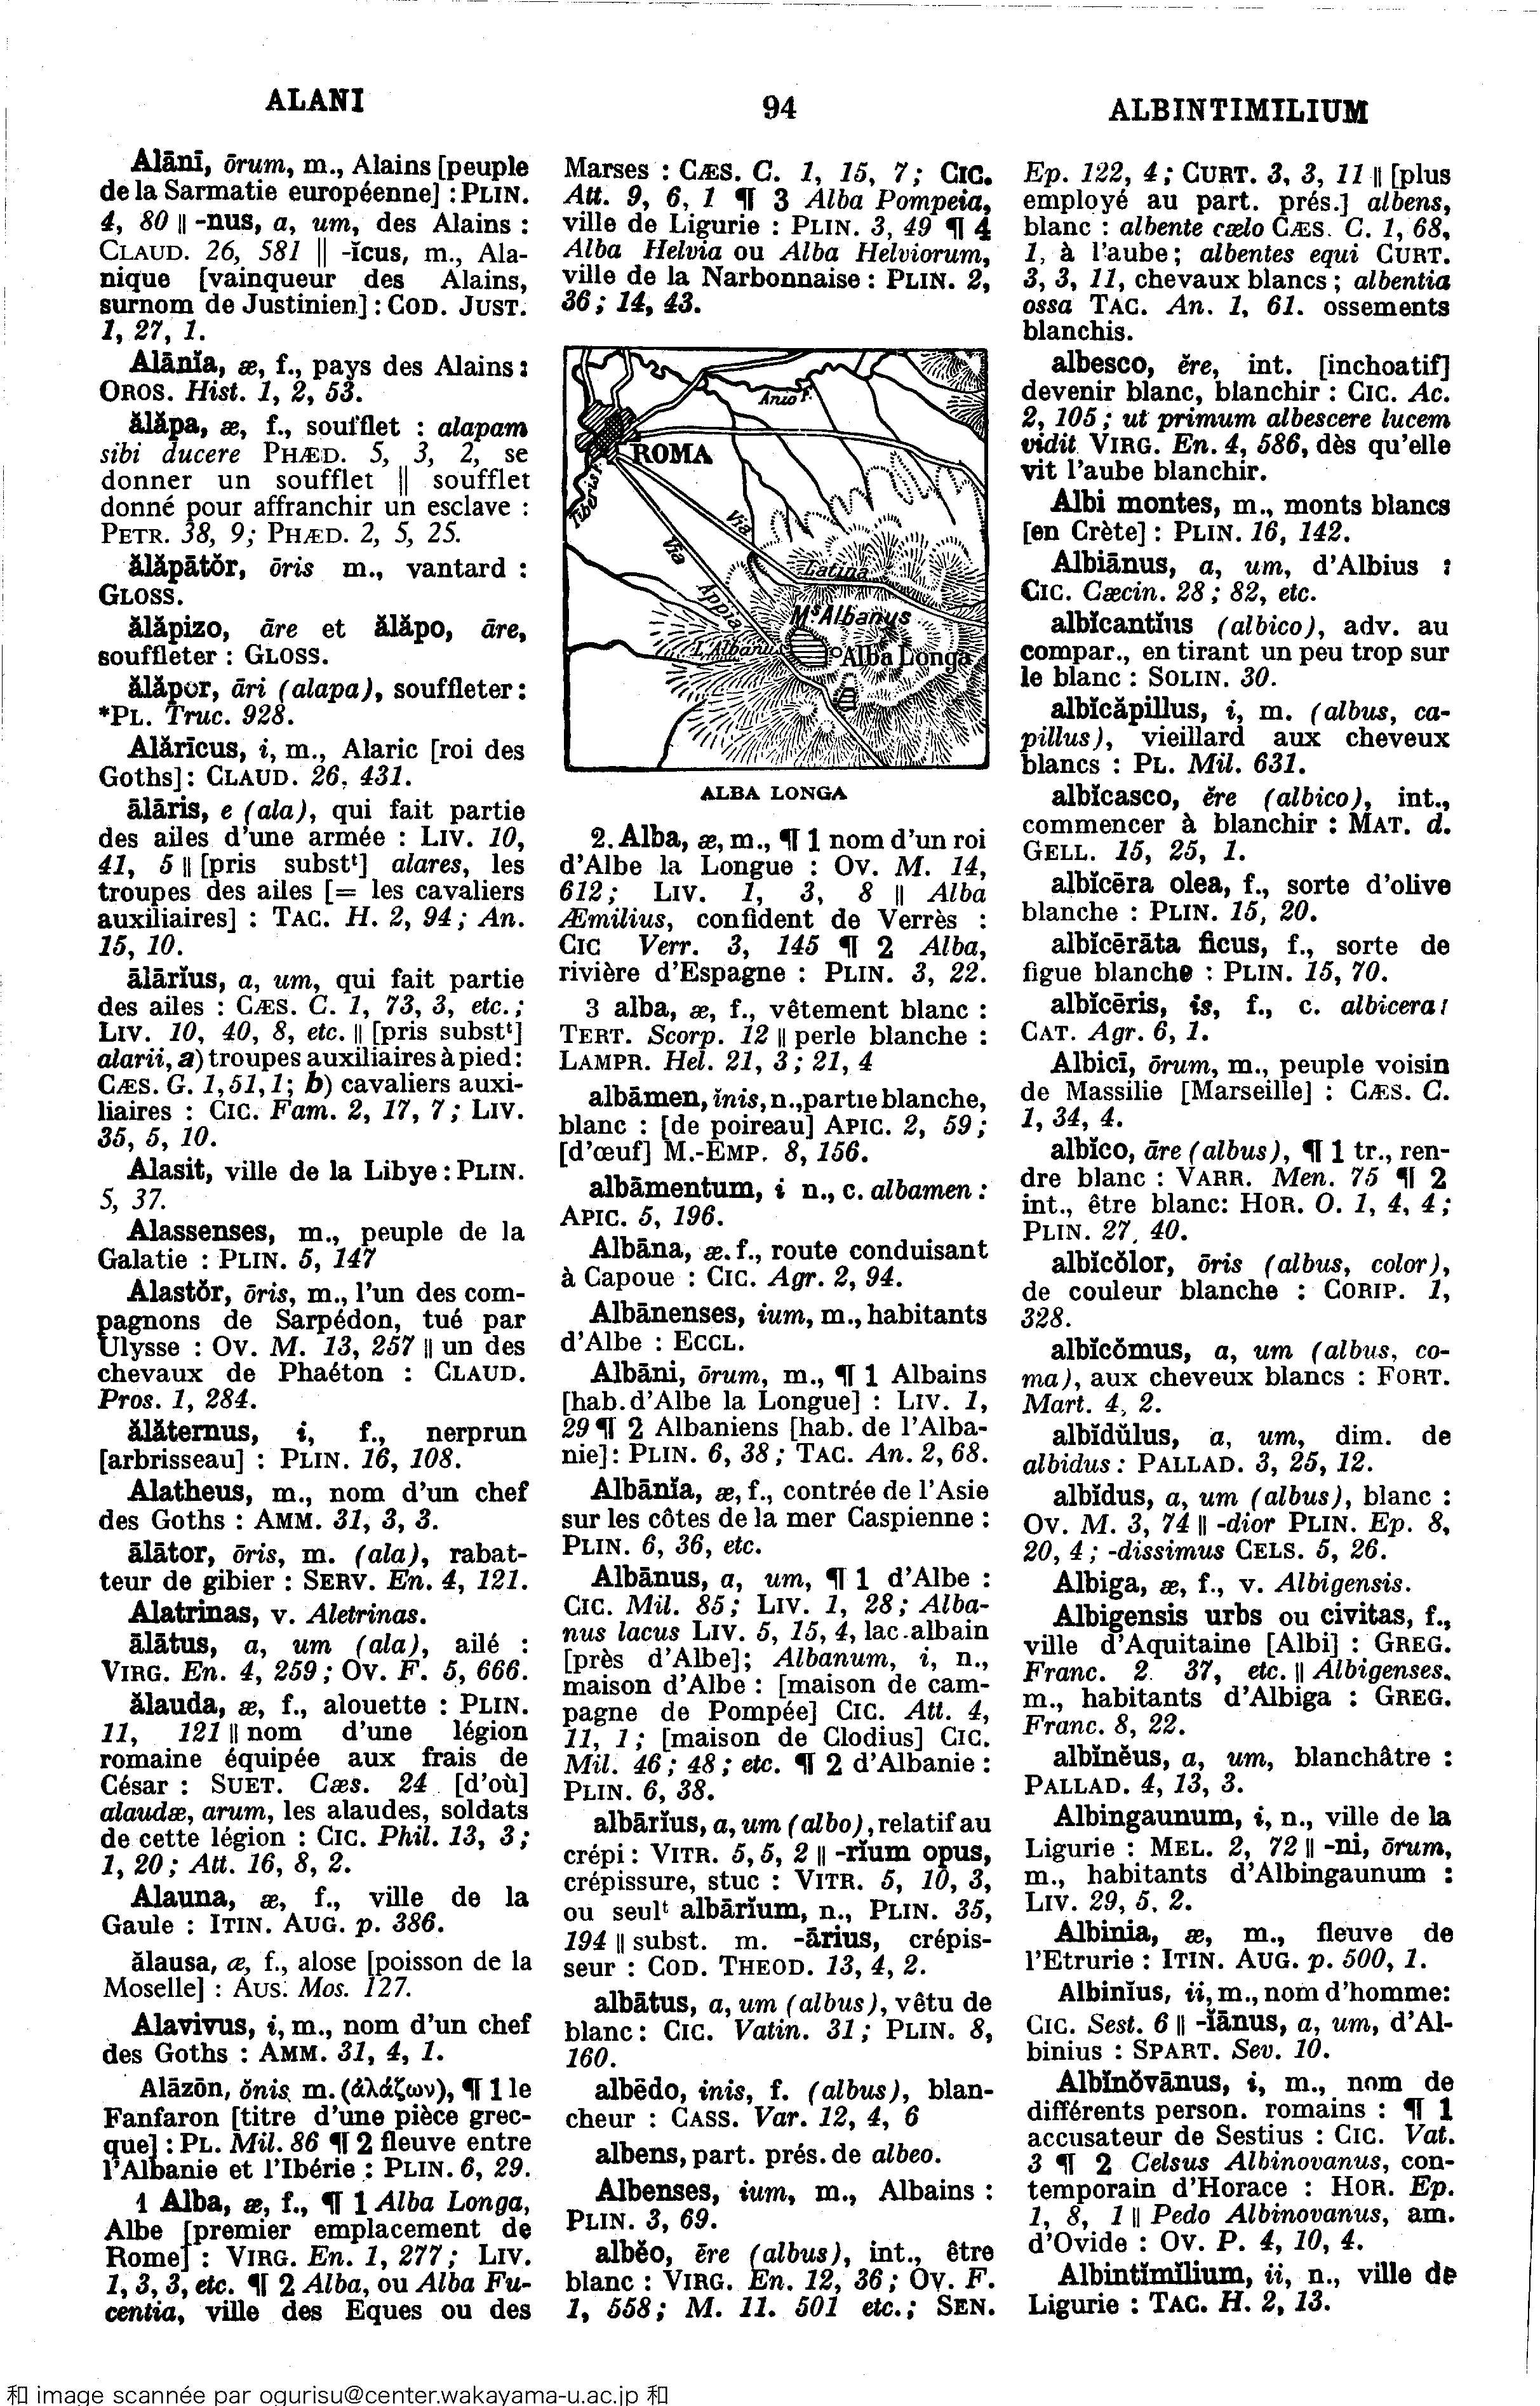 ALANI
94
ALBINTIMILIUM
Alānī, ōrum, m., Alains [peuple
de la Sarmatie européenne] : PLIN.
4, 80 || -nus, a, um, des Alains :
CLAUD. 26, 581 || -ĭcus, m., Ala-
nique [vainqueur des Alains,
surnom de Justinien] : COD. JUST.
1, 27, 1.
Alānĭa, æ, f., pays des Alains :
OROS. Hist. 1, 2, 53.
ălăpa, æ, f., soufflet : alapam
sibi ducere PHÆD. 5, 3, 2, se
donner un soufflet || soufflet
donné pour affranchir un esclave :
PETR. 38, 9; PHÆD. 2, 5, 25.
ălăpātŏr, ōris m., vantard :
GLOSS.
ălăpizo, āre et ălăpo, āre,
souffleter : GLOSS.
ălăpor, āri (alapa), souffleter :
*PL. Truc. 928.
Alărīcus, i, m., Alaric [roi des
Goths] : CLAUD. 26, 431.
ālāris, e (ala), qui fait partie
des ailes d'une armée : LIV. 10,
41, 5 || [pris substᵗ] alares, les
troupes des ailes [= les cavaliers
auxiliaires] : TAC. H. 2, 94; An.
15, 10.
ālārĭus, a, um, qui fait partie
des ailes : CÆS. C. 1, 73, 3, etc.;
LIV. 10, 40, 8, etc. || [pris substᵗ]
alarii, a) troupes auxiliaires à pied :
CÆS. G. 1, 51, 1; b) cavaliers auxi-
liaires : CIC. Fam. 2, 17, 7; LIV.
35, 5, 10.
Alasit, ville de la Libye : PLIN.
5, 37.
Alassenses, m., peuple de la
Galatie : PLIN. 5, 147
Alastŏr, ŏris, m., l'un des com-
pagnons de Sarpédon, tué par
Ulysse : OV. M. 13, 257 || un des
chevaux de Phaéton : CLAUD.
Pros. 1, 284.
ălăternus, i, f., nerprun
[arbrisseau] : PLIN. 16, 108.
Alatheus, m., nom d'un chef
des Goths : AMM. 31, 3, 3.
ālātor, ōris, m. (ala), rabat-
teur de gibier : SERV. En. 4, 121.
Alatrinas, v. Aletrinas.
ālātus, a, um (ala), ailé :
VIRG. En. 4, 259; OV. F. 5, 666.
ălauda, æ, f., alouette : PLIN.
11, 121 || nom d'une légion
romaine équipée aux frais de
César : SUET. Cæs. 24 [d'où]
alaudæ, arum, les alaudes, soldats
de cette légion : CIC. Phil. 13, 3;
1, 20; Att. 16, 8, 2.
Alauna, æ, f., ville de la
Gaule : ITIN. AUG. p. 386.
ălausa, æ, f., alose [poisson de la
Moselle] : AUS. Mos. 127.
Alavivus, i, m., nom d'un chef
des Goths : AMM. 31, 4, 1.
Alāzōn, ŏnis m. (ἀλάζων), ¶ 1 le
Fanfaron [titre d'une pièce grec-
que] : PL. Mil. 86 ¶ 2 fleuve entre
l'Albanie et l'Ibérie : PLIN. 6, 29.
1 Alba, æ, f., ¶ 1 Alba Longa,
Albe [premier emplacement de
Rome] : VIRG. En. 1, 277; LIV.
1, 3, 3, etc. ¶ 2 Alba, ou Alba Fu-
centia, ville des Eques ou des
Marses : CÆS. C. 1, 15, 7; CIC.
Att. 9, 6, 1 ¶ 3 Alba Pompeia,
ville de Ligurie : PLIN. 3, 49 ¶ 4
Alba Helvia ou Alba Helviorum,
ville de la Narbonnaise : PLIN. 2,
36; 14, 43.
Anio F.
ROMA
Tiberis F.
Via
Via
Latina
Appia
Mˢ Albanus
L. Albanus
Alba Longa
ALBA LONGA
2. Alba, æ, m., ¶ 1 nom d'un roi
d'Albe la Longue : OV. M. 14,
612; LIV. 1, 3, 8 || Alba
Æmilius, confident de Verrès :
CIC Verr. 3, 145 ¶ 2 Alba,
rivière d'Espagne : PLIN. 3, 22.
3 alba, æ, f., vêtement blanc :
TERT. Scorp. 12 || perle blanche :
LAMPR. Hel. 21, 3; 21, 4
albāmen, ĭnis, n., partie blanche,
blanc : [de poireau] APIC. 2, 59;
[d'œuf] M.-EMP. 8, 156.
albāmentum, i n., c. albamen :
APIC. 5, 196.
Albāna, æ. f., route conduisant
à Capoue : CIC. Agr. 2, 94.
Albānenses, ium, m., habitants
d'Albe : ECCL.
Albāni, ōrum, m., ¶ 1 Albains
[hab. d'Albe la Longue] : LIV. 1,
29 ¶ 2 Albaniens [hab. de l'Alba-
nie] : PLIN. 6, 38; TAC. An. 2, 68.
Albānĭa, æ, f., contrée de l'Asie
sur les côtes de la mer Caspienne :
PLIN. 6, 36, etc.
Albānus, a, um, ¶ 1 d'Albe :
CIC. Mil. 85; LIV. 1, 28; Alba-
nus lacus LIV. 5, 15, 4, lac albain
[près d'Albe]; Albanum, i, n.,
maison d'Albe : [maison de cam-
pagne de Pompée] CIC. Att. 4,
11, 1; [maison de Clodius] CIC.
Mil. 46; 48; etc. ¶ 2 d'Albanie :
PLIN. 6, 38.
albārĭus, a, um (albo), relatif au
crépi : VITR. 5, 5, 2 || -rĭum opus,
crépissure, stuc : VITR. 5, 10, 3,
ou seulᵗ albārĭum, n., PLIN. 35,
194 || subst. m. -ārius, crépis-
seur : COD. THEOD. 13, 4, 2.
albātus, a, um (albus), vêtu de
blanc : CIC. Vatin. 31; PLIN. 8,
160.
albēdo, inis, f. (albus), blan-
cheur : CASS. Var. 12, 4, 6
albens, part. prés. de albeo.
Albenses, ium, m., Albains :
PLIN. 3, 69.
albĕo, ēre (albus), int., être
blanc : VIRG. En. 12, 36; OV. F.
1, 558; M. 11. 501 etc.; SEN.
Ep. 122, 4; CURT. 3, 3, 11 || [plus
employé au part. prés.] albens,
blanc : albente cælo CÆS. C. 1, 68,
1, à l'aube; albentes equi CURT.
3, 3, 11, chevaux blancs; albentia
ossa TAC. An. 1, 61. ossements
blanchis.
albesco, ĕre, int. [inchoatif]
devenir blanc, blanchir : CIC. Ac.
2, 105; ut primum albescere lucem
vidit VIRG. En. 4, 586, dès qu'elle
vit l'aube blanchir.
Albi montes, m., monts blancs
[en Crète] : PLIN. 16, 142.
Albiānus, a, um, d'Albius :
CIC. Cæcin. 28; 82, etc.
albĭcantĭus (albico), adv. au
compar., en tirant un peu trop sur
le blanc : SOLIN. 30.
albĭcăpillus, i, m. (albus, ca-
pillus), vieillard aux cheveux
blancs : PL. Mil. 631.
albĭcasco, ĕre (albico), int.,
commencer à blanchir : MAT. d.
GELL. 15, 25, 1.
albĭcēra olea, f., sorte d'olive
blanche : PLIN. 15, 20.
albĭcērāta ficus, f., sorte de
figue blanche : PLIN. 15, 70.
albĭcēris, is, f., c. albicera :
CAT. Agr. 6, 1.
Albicī, ōrum, m., peuple voisin
de Massilie [Marseille] : CÆS. C.
1, 34, 4.
albĭco, āre (albus), ¶ 1 tr., ren-
dre blanc : VARR. Men. 75 ¶ 2
int., être blanc : HOR. O. 1, 4, 4;
PLIN. 27, 40.
albĭcŏlor, ōris (albus, color),
de couleur blanche : CORIP. 1,
328.
albĭcŏmus, a, um (albus, co-
ma), aux cheveux blancs : FORT.
Mart. 4, 2.
albĭdŭlus, a, um, dim. de
albidus : PALLAD. 3, 25, 12.
albĭdus, a, um (albus), blanc :
OV. M. 3, 74 || -dior PLIN. Ep. 8,
20, 4; -dissimus CELS. 5, 26.
Albiga, æ, f., v. Albigensis.
Albigensis urbs ou civitas, f.,
ville d'Aquitaine [Albi] : GREG.
Franc. 2 37, etc. || Albigenses.
m., habitants d'Albiga : GREG.
Franc. 8, 22.
albĭnĕus, a, um, blanchâtre :
PALLAD. 4, 13, 3.
Albingaunum, i, n., ville de la
Ligurie : MEL. 2, 72 || -ni, ōrum,
m., habitants d'Albingaunum :
LIV. 29, 5, 2.
Albinia, æ, m., fleuve de
l'Etrurie : ITIN. AUG. p. 500, 1.
Albinĭus, ii, m., nom d'homme :
CIC. Sest. 6 || -ĭānus, a, um, d'Al-
binius : SPART. Sev. 10.
Albĭnŏvānus, i, m., nom de
différents person. romains : ¶ 1
accusateur de Sestius : CIC. Vat.
3 ¶ 2 Celsus Albinovanus, con-
temporain d'Horace : HOR. Ep.
1, 8, 1 || Pedo Albinovanus, am.
d'Ovide : OV. P. 4, 10, 4.
Albintĭmĭlium, ii, n., ville de
Ligurie : TAC. H. 2, 13.
和 image scannée par ogurisu@center.wakayama-u.ac.jp 和